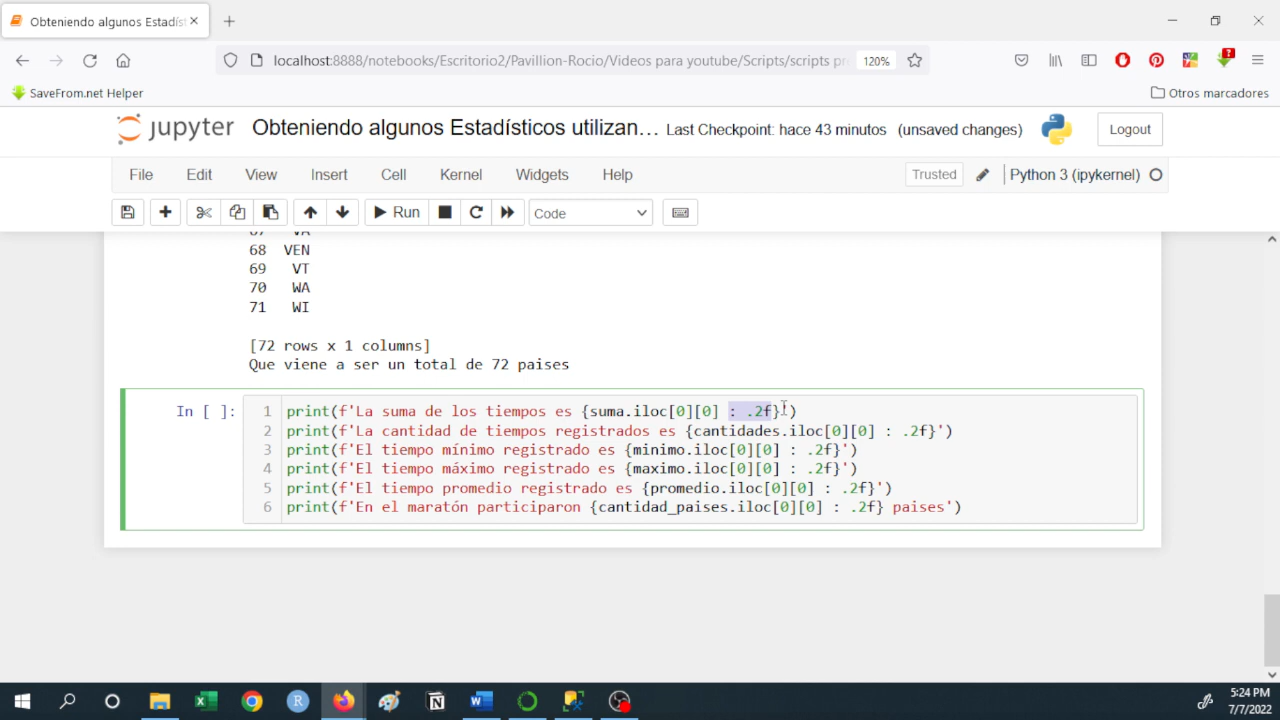 Obteniendo algunos Estadíst
localhost:8888/notebooks/Escritorio2/Pavillion-Rocio/Videos para youtube/Scripts/scripts pr
120%
SaveFrom.net Helper
Otros marcadores
jupyter
Obteniendo algunos Estadísticos utilizan...
Last Checkpoint: hace 43 minutos (unsaved changes)
Logout
File Edit View Insert Cell Kernel Widgets Help
Trusted
Python 3 (ipykernel)
Run
Code
67 VA
68 VEN
69 VT
70 WA
71 WI
[72 rows x 1 columns]
Que viene a ser un total de 72 paises
In [ ]:
1 print(f'La suma de los tiempos es {suma.iloc[0][0] : .2f}')
2 print(f'La cantidad de tiempos registrados es {cantidades.iloc[0][0] : .2f}')
3 print(f'El tiempo mínimo registrado es {minimo.iloc[0][0] : .2f}')
4 print(f'El tiempo máximo registrado es {maximo.iloc[0][0] : .2f}')
5 print(f'El tiempo promedio registrado es {promedio.iloc[0][0] : .2f}')
6 print(f'En el maratón participaron {cantidad_paises.iloc[0][0] : .2f} paises')
5:24 PM
7/7/2022